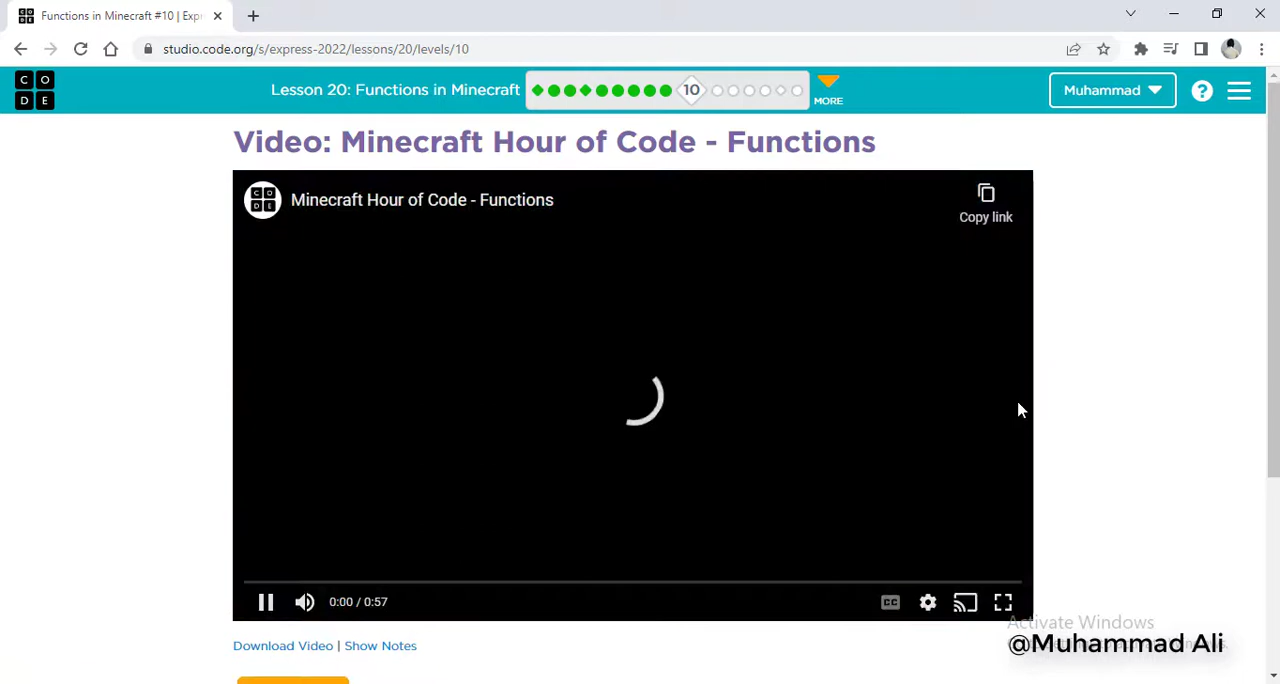 Functions in Minecraft #10 | Exp
studio.code.org/s/express-2022/lessons/20/levels/10
C O
D E
Lesson 20: Functions in Minecraft
10
MORE
Muhammad
?
Video: Minecraft Hour of Code - Functions
C D
D E
Minecraft Hour of Code - Functions
Copy link
0:00 / 0:57
CC
Download Video | Show Notes
Activate Windows
@Muhammad Ali